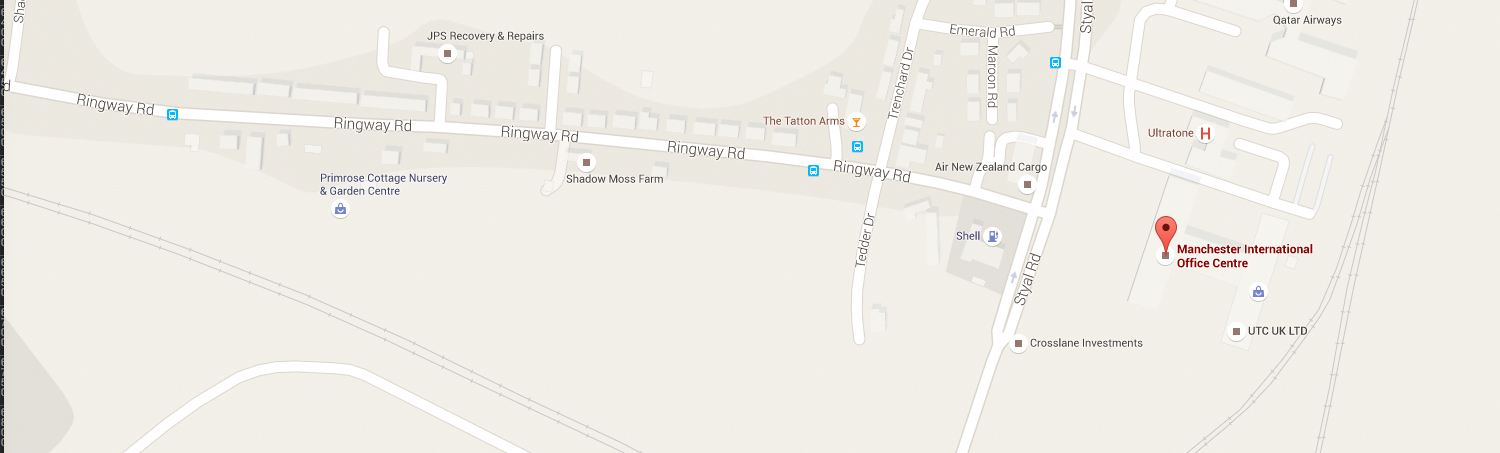 Sha
Styal
Qatar Airways
Emerald Rd
JPS Recovery & Repairs
Maroon Rd
Trenchard Dr
Ringway Rd
Ringway Rd
Ringway Rd
Ringway Rd
Ringway Rd
The Tatton Arms
Ultratone
Air New Zealand Cargo
Primrose Cottage Nursery
& Garden Centre
Shadow Moss Farm
Tedder Dr
Shell
Styal Rd
Manchester International
Office Centre
UTC UK LTD
Crosslane Investments